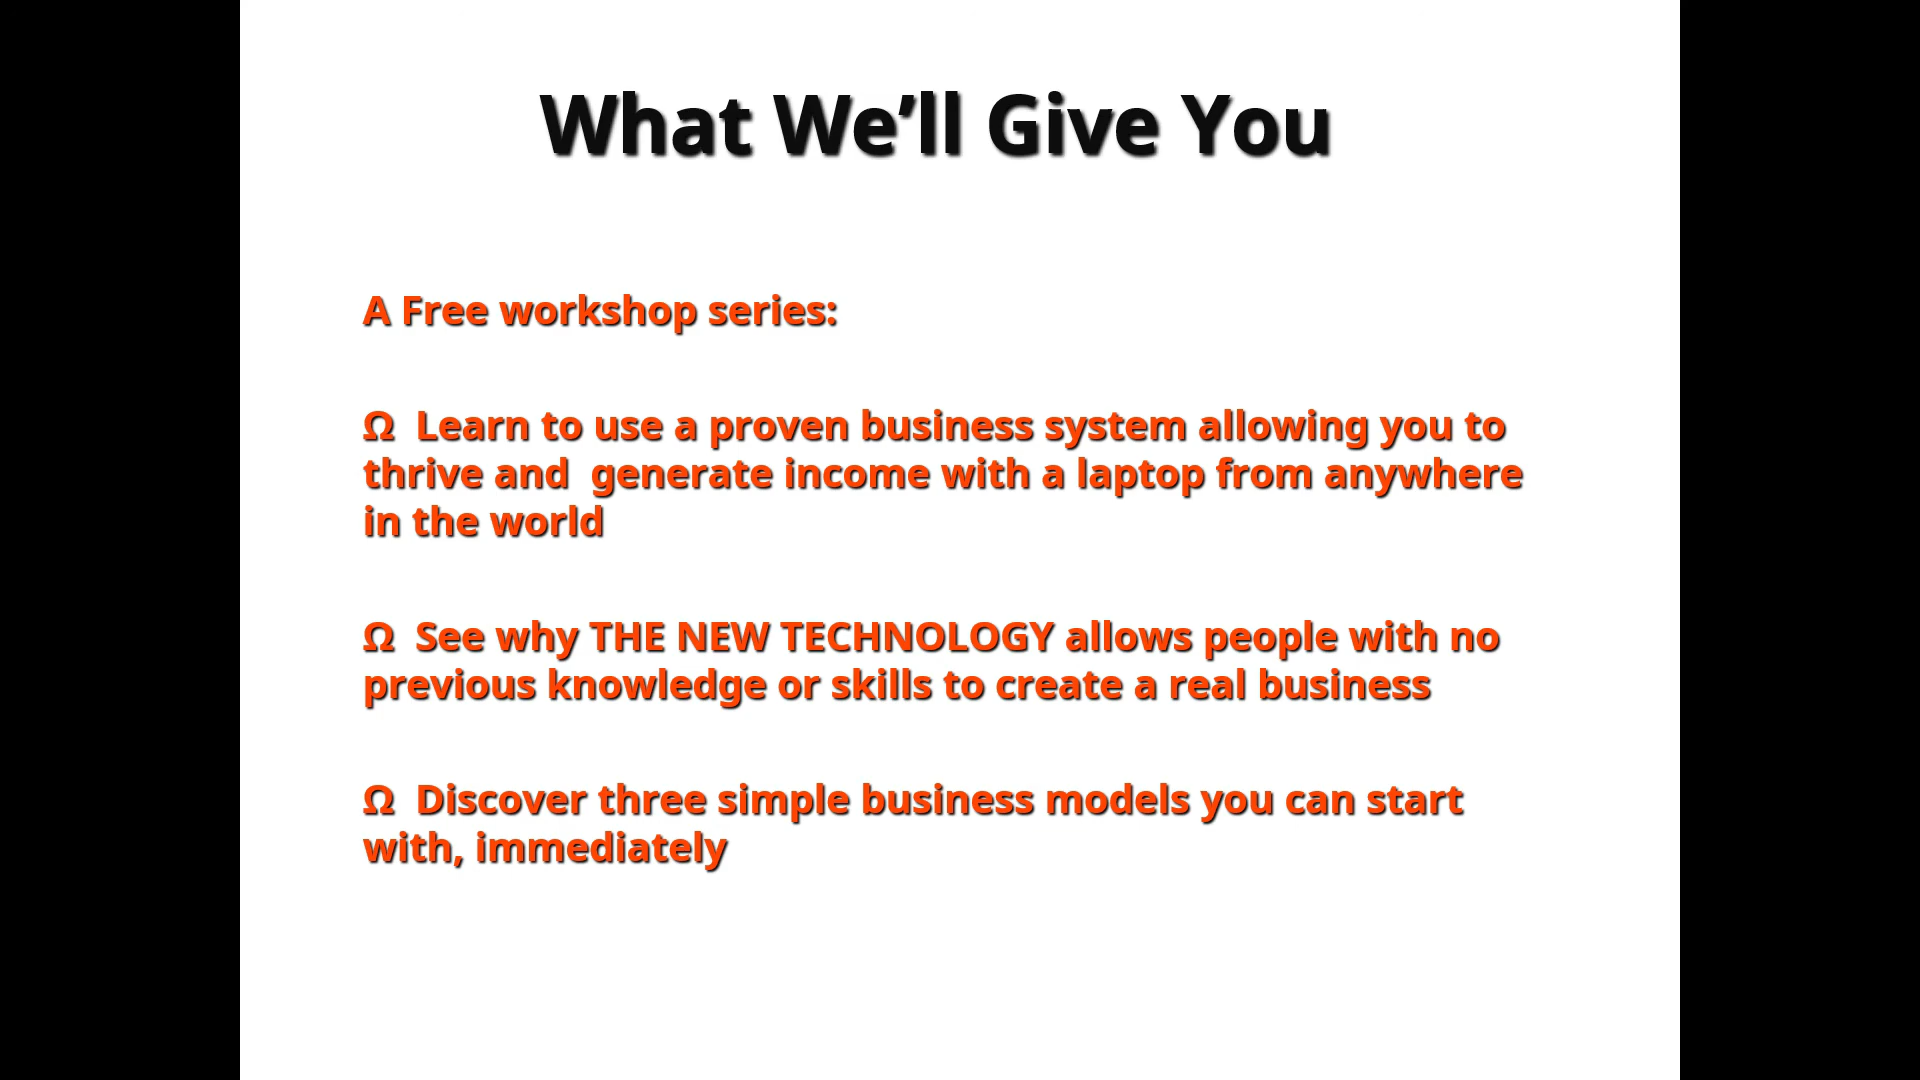 What We’ll Give You
A Free workshop series:
Ω  Learn to use a proven business system allowing you to
thrive and  generate income with a laptop from anywhere
in the world
Ω  See why THE NEW TECHNOLOGY allows people with no
previous knowledge or skills to create a real business
Ω  Discover three simple business models you can start
with, immediately